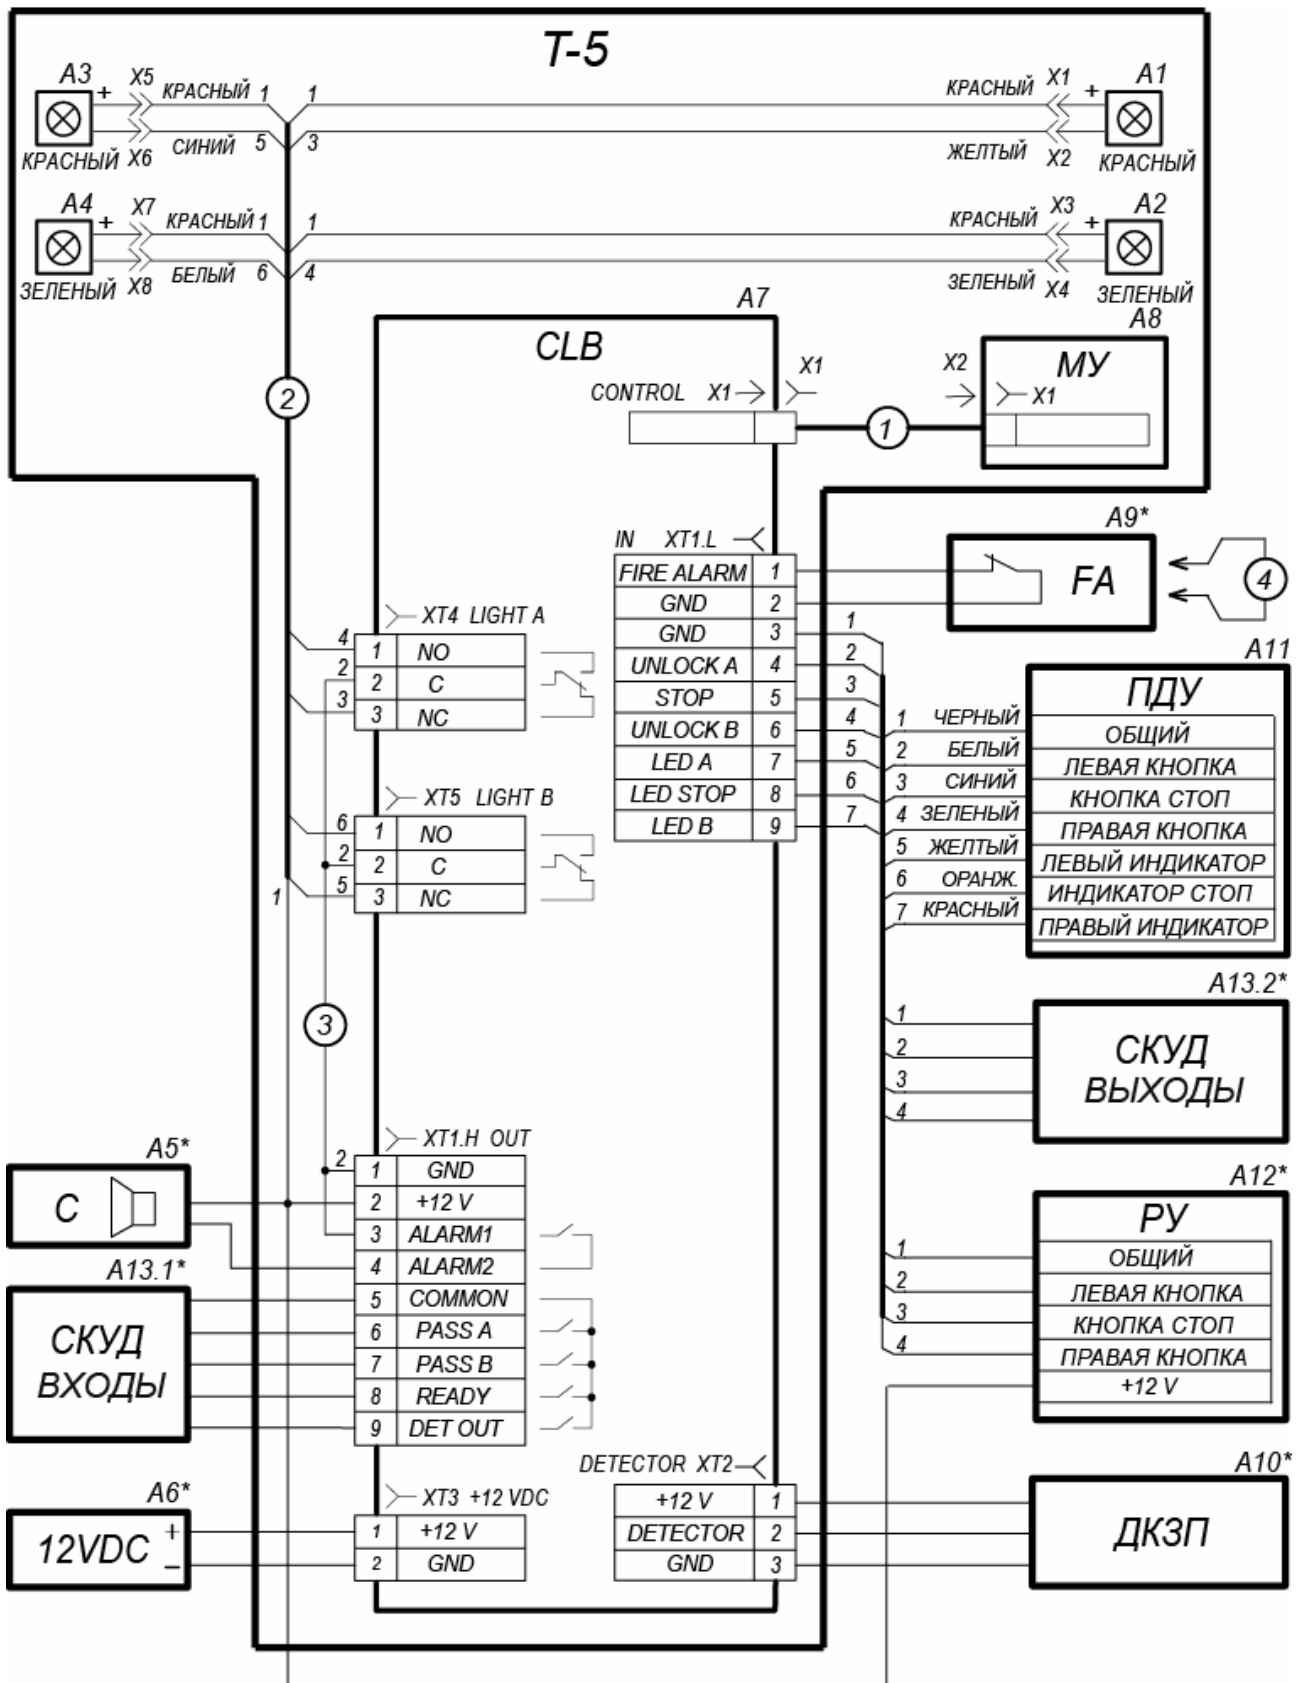 T-5
A3 X5 КРАСНЫЙ 1 1 КРАСНЫЙ X1 A1
+ +
КРАСНЫЙ X6 СИНИЙ 5 3 ЖЕЛТЫЙ X2 КРАСНЫЙ
A4 X7 КРАСНЫЙ 1 1 КРАСНЫЙ X3 A2
+ +
ЗЕЛЕНЫЙ X8 БЕЛЫЙ 6 4 ЗЕЛЕНЫЙ X4 ЗЕЛЕНЫЙ
A7
CLB
CONTROL X1 X1
2
1
A8
МУ
X2 X1
IN XT1.L
FIRE ALARM 1
GND 2
GND 3 1
UNLOCK A 4 2
STOP 5 3
UNLOCK B 6 4
LED A 7 5
LED STOP 8 6
LED B 9 7
A9*
FA
4
XT4 LIGHT A
4 1 NO
2 2 C
3 3 NC
XT5 LIGHT B
6 1 NO
2 2 C
5 3 NC
1
3
A11
ПДУ
1 ЧЕРНЫЙ ОБЩИЙ
2 БЕЛЫЙ ЛЕВАЯ КНОПКА
3 СИНИЙ КНОПКА СТОП
4 ЗЕЛЕНЫЙ ПРАВАЯ КНОПКА
5 ЖЕЛТЫЙ ЛЕВЫЙ ИНДИКАТОР
6 ОРАНЖ. ИНДИКАТОР СТОП
7 КРАСНЫЙ ПРАВЫЙ ИНДИКАТОР
A13.2*
СКУД
ВЫХОДЫ
1
2
3
4
A5*
C
A13.1*
СКУД
ВХОДЫ
XT1.H OUT
2 1 GND
2 +12 V
3 ALARM1
4 ALARM2
5 COMMON
6 PASS A
7 PASS B
8 READY
9 DET OUT
A12*
РУ
1 ОБЩИЙ
2 ЛЕВАЯ КНОПКА
3 КНОПКА СТОП
4 ПРАВАЯ КНОПКА
+12 V
A6*
12VDC + –
XT3 +12 VDC
1 +12 V
2 GND
DETECTOR XT2
+12 V 1
DETECTOR 2
GND 3
A10*
ДКЗП